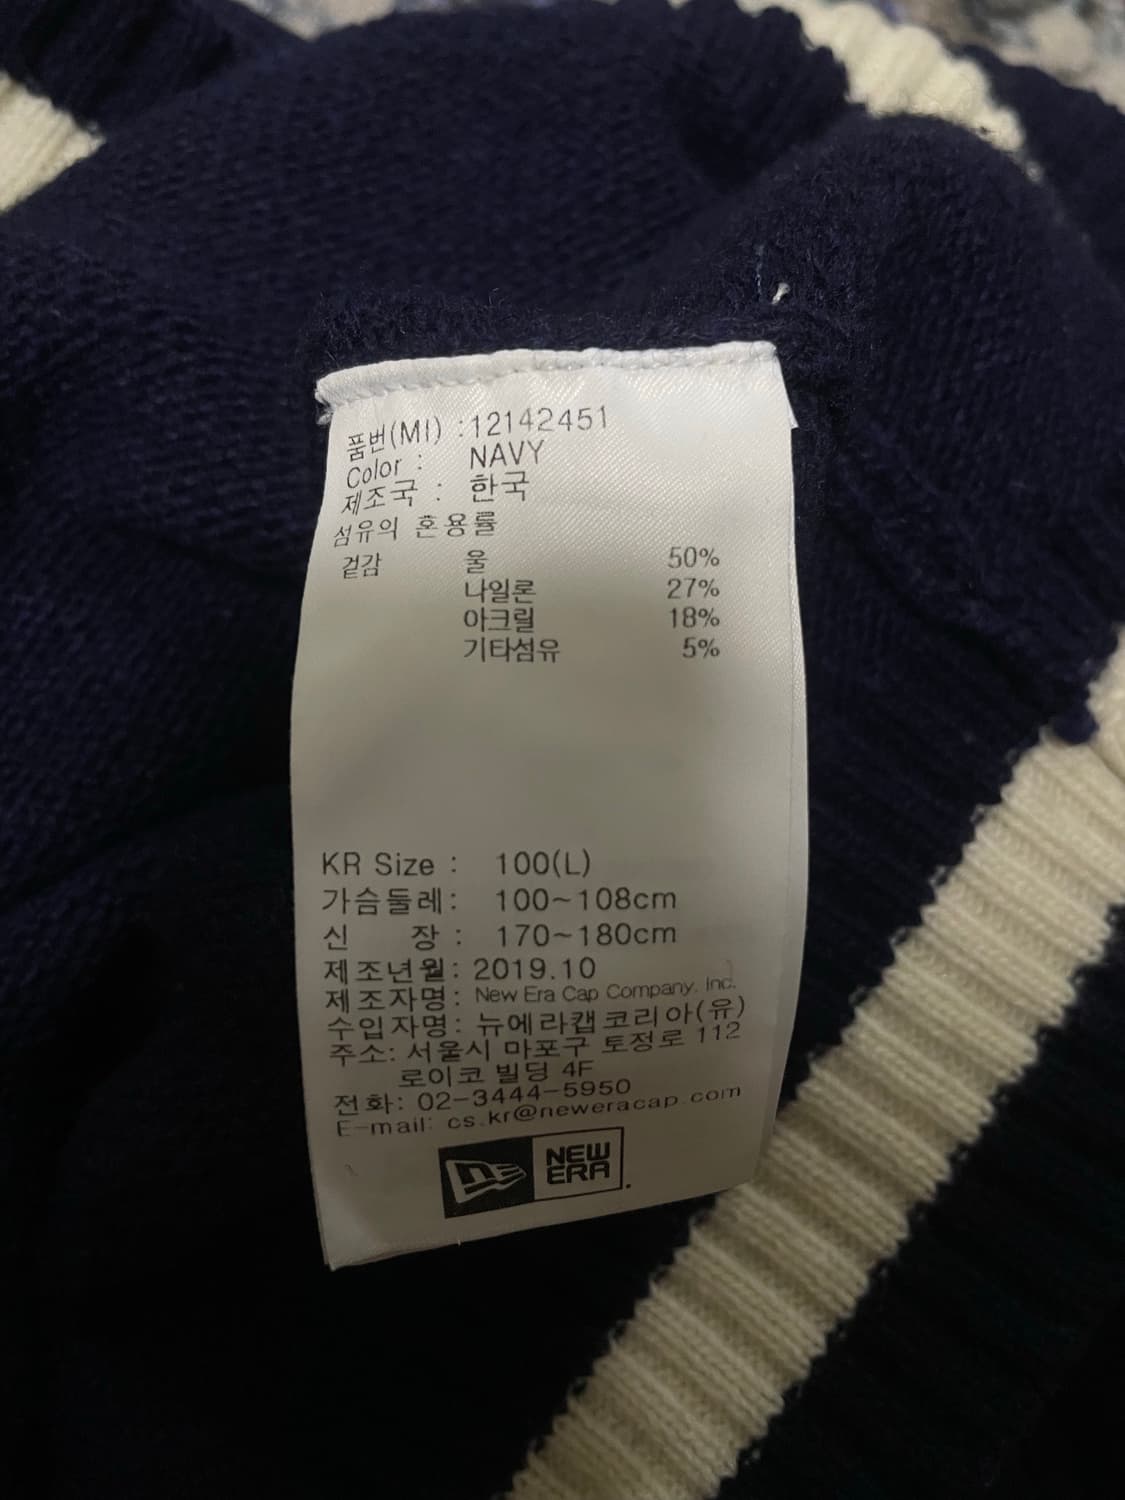 품번(MI) : 12142451
Color : NAVY
제조국 : 한국
섬유의 혼용률
겉감 울 50%
나일론 27%
아크릴 18%
기타섬유 5%
KR Size : 100(L)
가슴둘레: 100~108cm
신 장 : 170~180cm
제조년월: 2019.10
제조자명: New Era Cap Company, Inc.
수입자명: 뉴에라캡코리아(유)
주소: 서울시 마포구 토정로 112
로이코 빌딩 4F
전화: 02-3444-5950
E-mail: cs.kr@neweracap.com
NEW
ERA